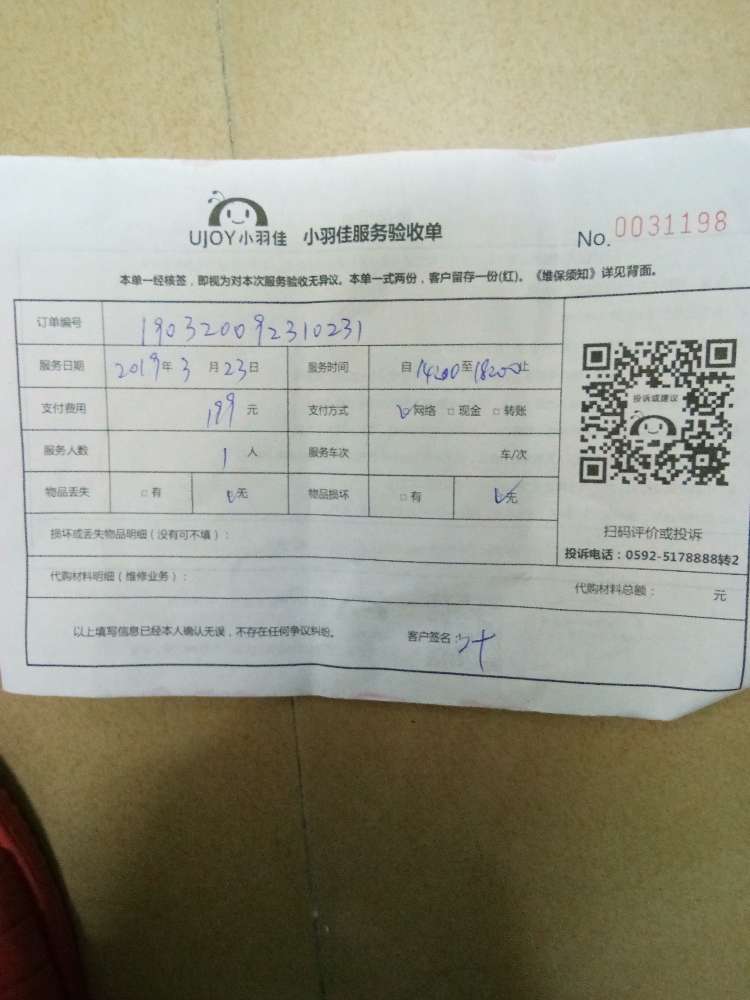 UJOY小羽佳 小羽佳服务验收单
No.0031198
本单一经核签，即视为对本次服务验收无异议。本单一式两份，客户留存一份(红)。《维保须知》详见背面。
订单编号 190320092310231
服务日期 2019年3月23日 服务时间 自14:00至18:00止
支付费用 199元 支付方式 网络 □现金 □转账
服务人数 1人 服务车次 车/次
物品丢失 □有 无 物品损坏 □有 无
损坏或丢失物品明细（没有可不填）：
投诉或建议
扫码评价或投诉
投诉电话：0592-5178888转2
代购材料明细（维修业务）： 代购材料总额： 元
以上填写信息已经本人确认无误，不存在任何争议纠纷。 客户签名：叶